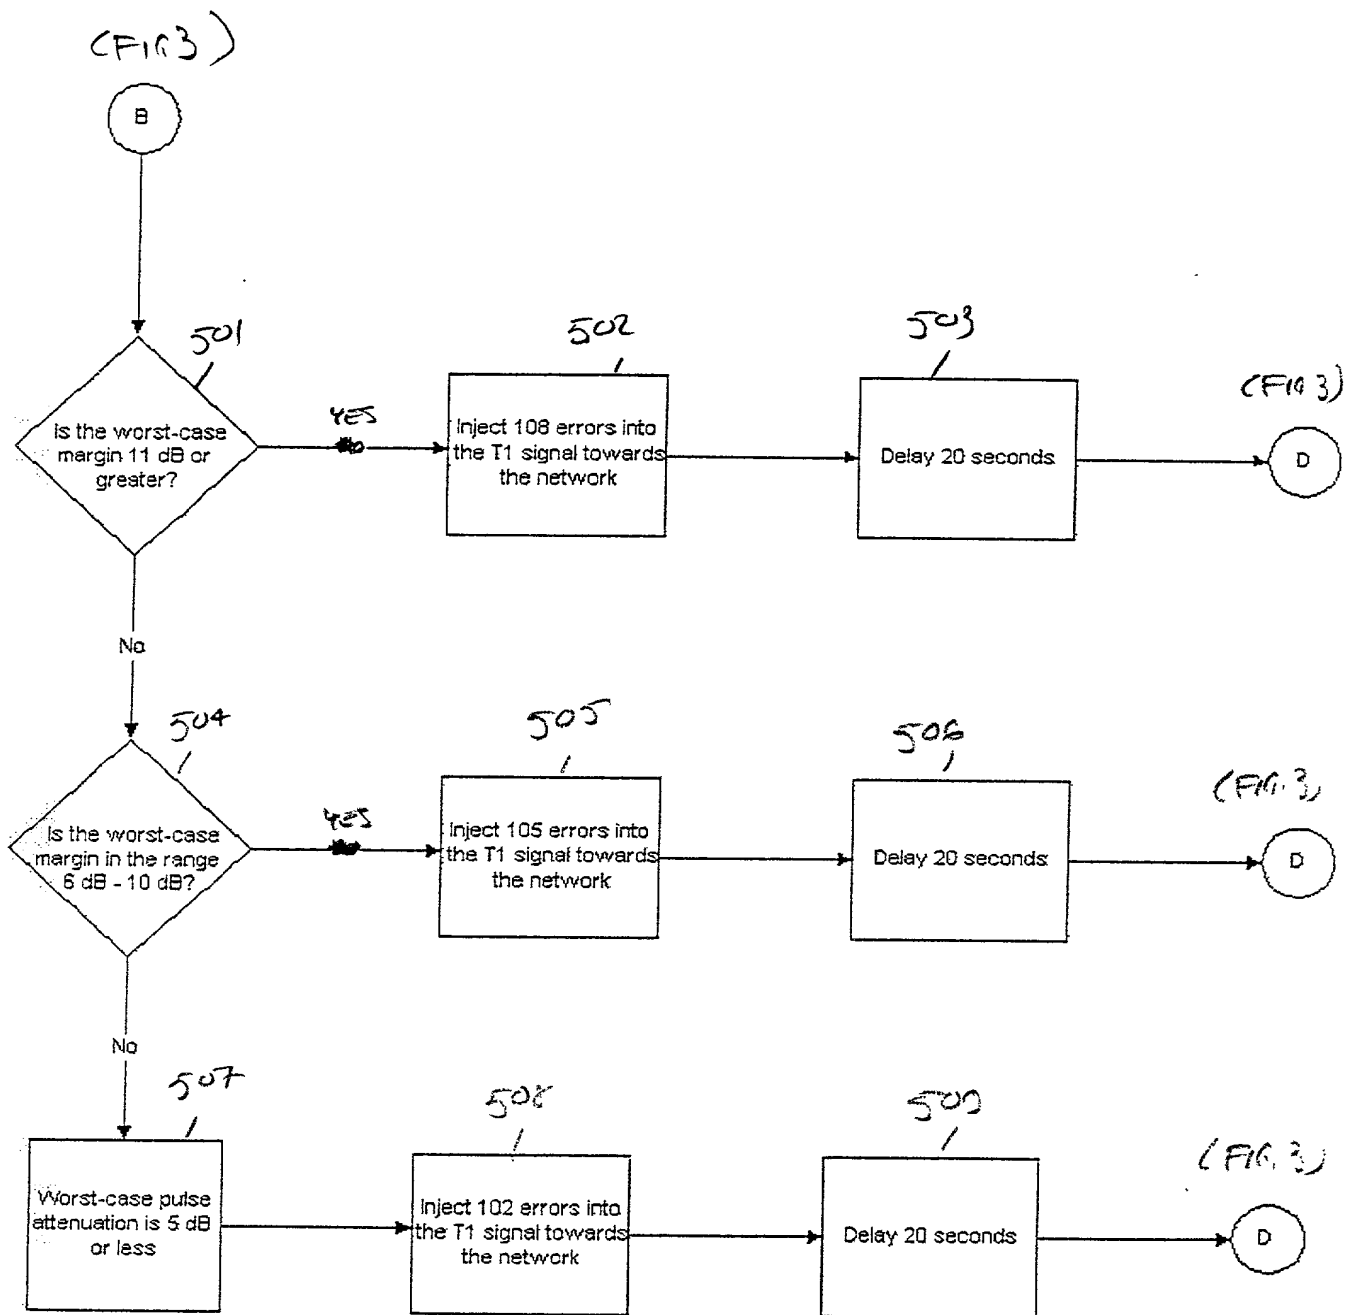 (FIG 3)
B
501
Is the worst-case
margin 11 dB or
greater?
YES
502
Inject 108 errors into
the T1 signal towards
the network
503
Delay 20 seconds
(FIG 3)
D
No
504
Is the worst-case
margin in the range
6 dB - 10 dB?
YES
505
Inject 105 errors into
the T1 signal towards
the network
506
Delay 20 seconds
(FIG. 3)
D
No
507
Worst-case pulse
attenuation is 5 dB
or less
508
Inject 102 errors into
the T1 signal towards
the network
509
Delay 20 seconds
(FIG. 3)
D